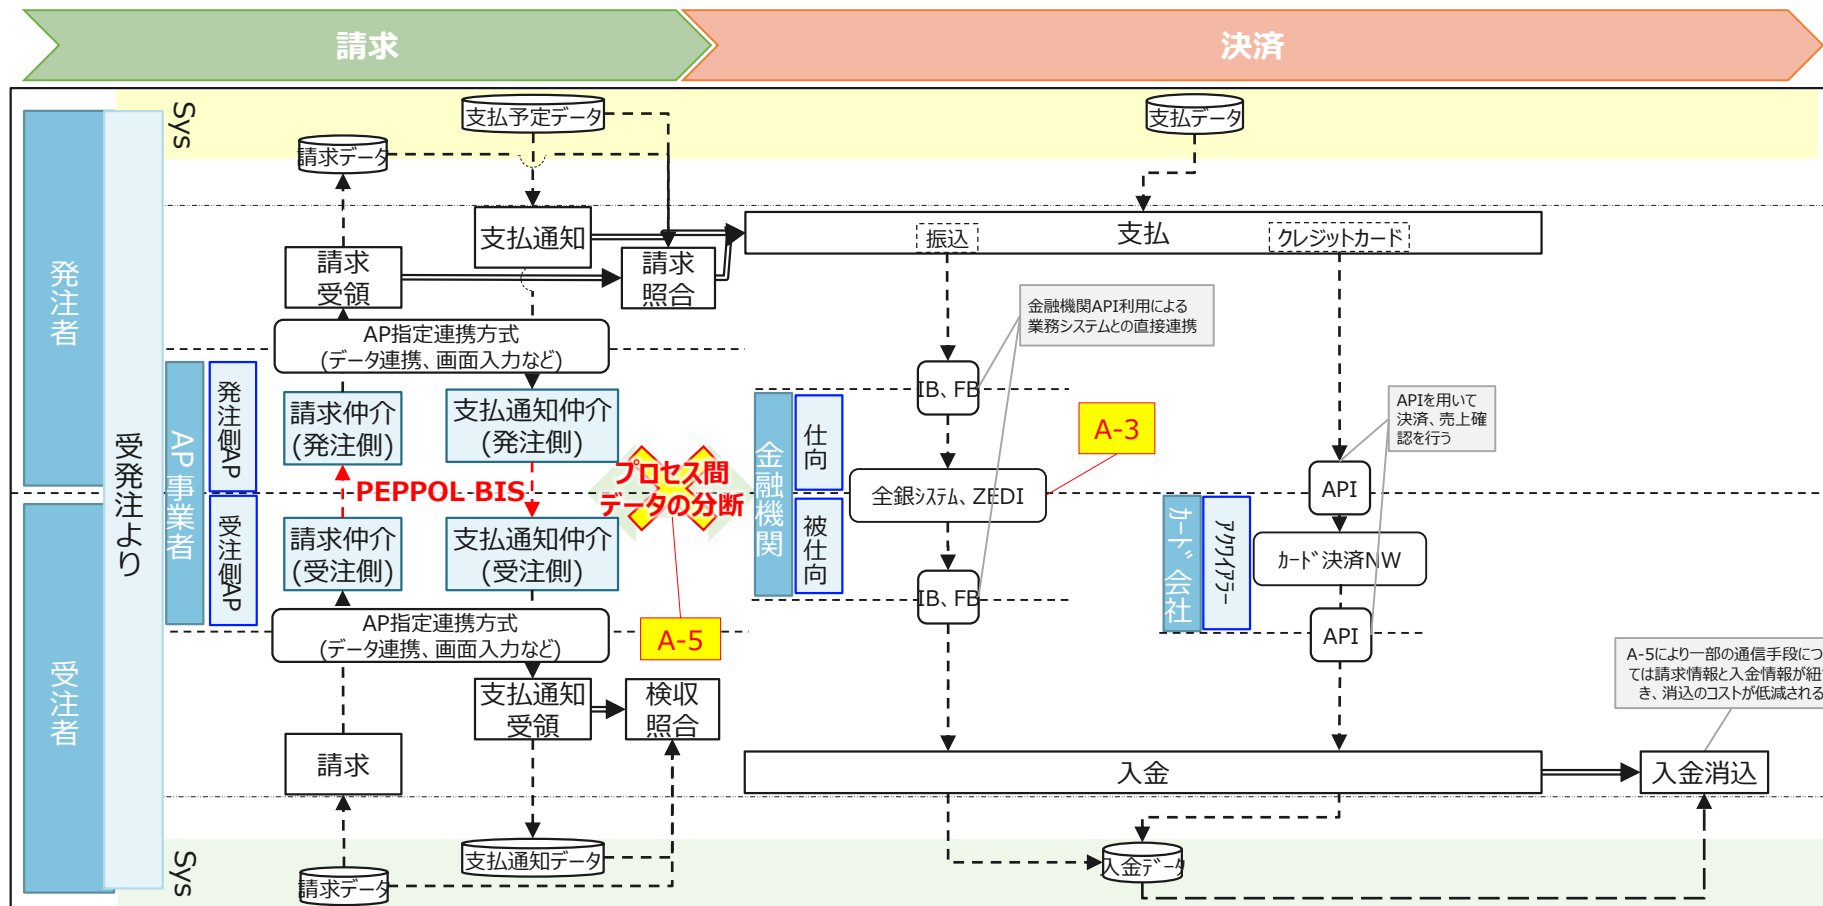 請求
決済
Sys
支払予定データ
請求データ
支払データ
発注者
受発注より
支払通知
請求
受領
請求
照合
支払
振込
クレジットカード
金融機関API利用による
業務システムとの直接連携
AP指定連携方式
(データ連携、画面入力など)
AP事業者
発注側AP
請求仲介
(発注側)
支払通知仲介
(発注側)
PEPPOL BIS
プロセス間
データの分断
金融機関
仕向
IB、FB
A-3
APIを用いて
決済、売上確
認を行う
全銀システム、ZEDI
API
受注側AP
請求仲介
(受注側)
支払通知仲介
(受注側)
被仕向
IB、FB
カード会社
アクワイアラー
カード決済NW
API
受注者
AP指定連携方式
(データ連携、画面入力など)
A-5
A-5により一部の通信手段につ
ては請求情報と入金情報が紐
き、消込のコストが低減される
支払通知
受領
検収
照合
請求
入金
入金消込
Sys
支払通知データ
請求データ
入金データ